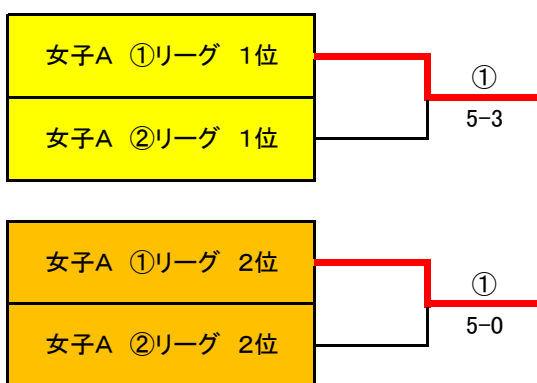 女子A ①リーグ 1位
①
女子A ②リーグ 1位
5-3
女子A ①リーグ 2位
①
女子A ②リーグ 2位
5-0